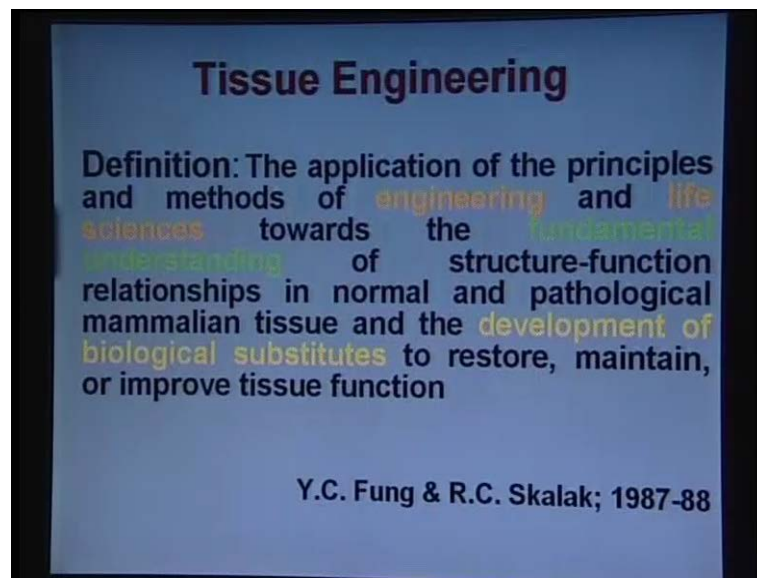 Tissue Engineering
Definition: The application of the principles
and methods of engineering and life
sciences towards the fundamental
understanding of structure-function
relationships in normal and pathological
mammalian tissue and the development of
biological substitutes to restore, maintain,
or improve tissue function
Y.C. Fung & R.C. Skalak; 1987-88